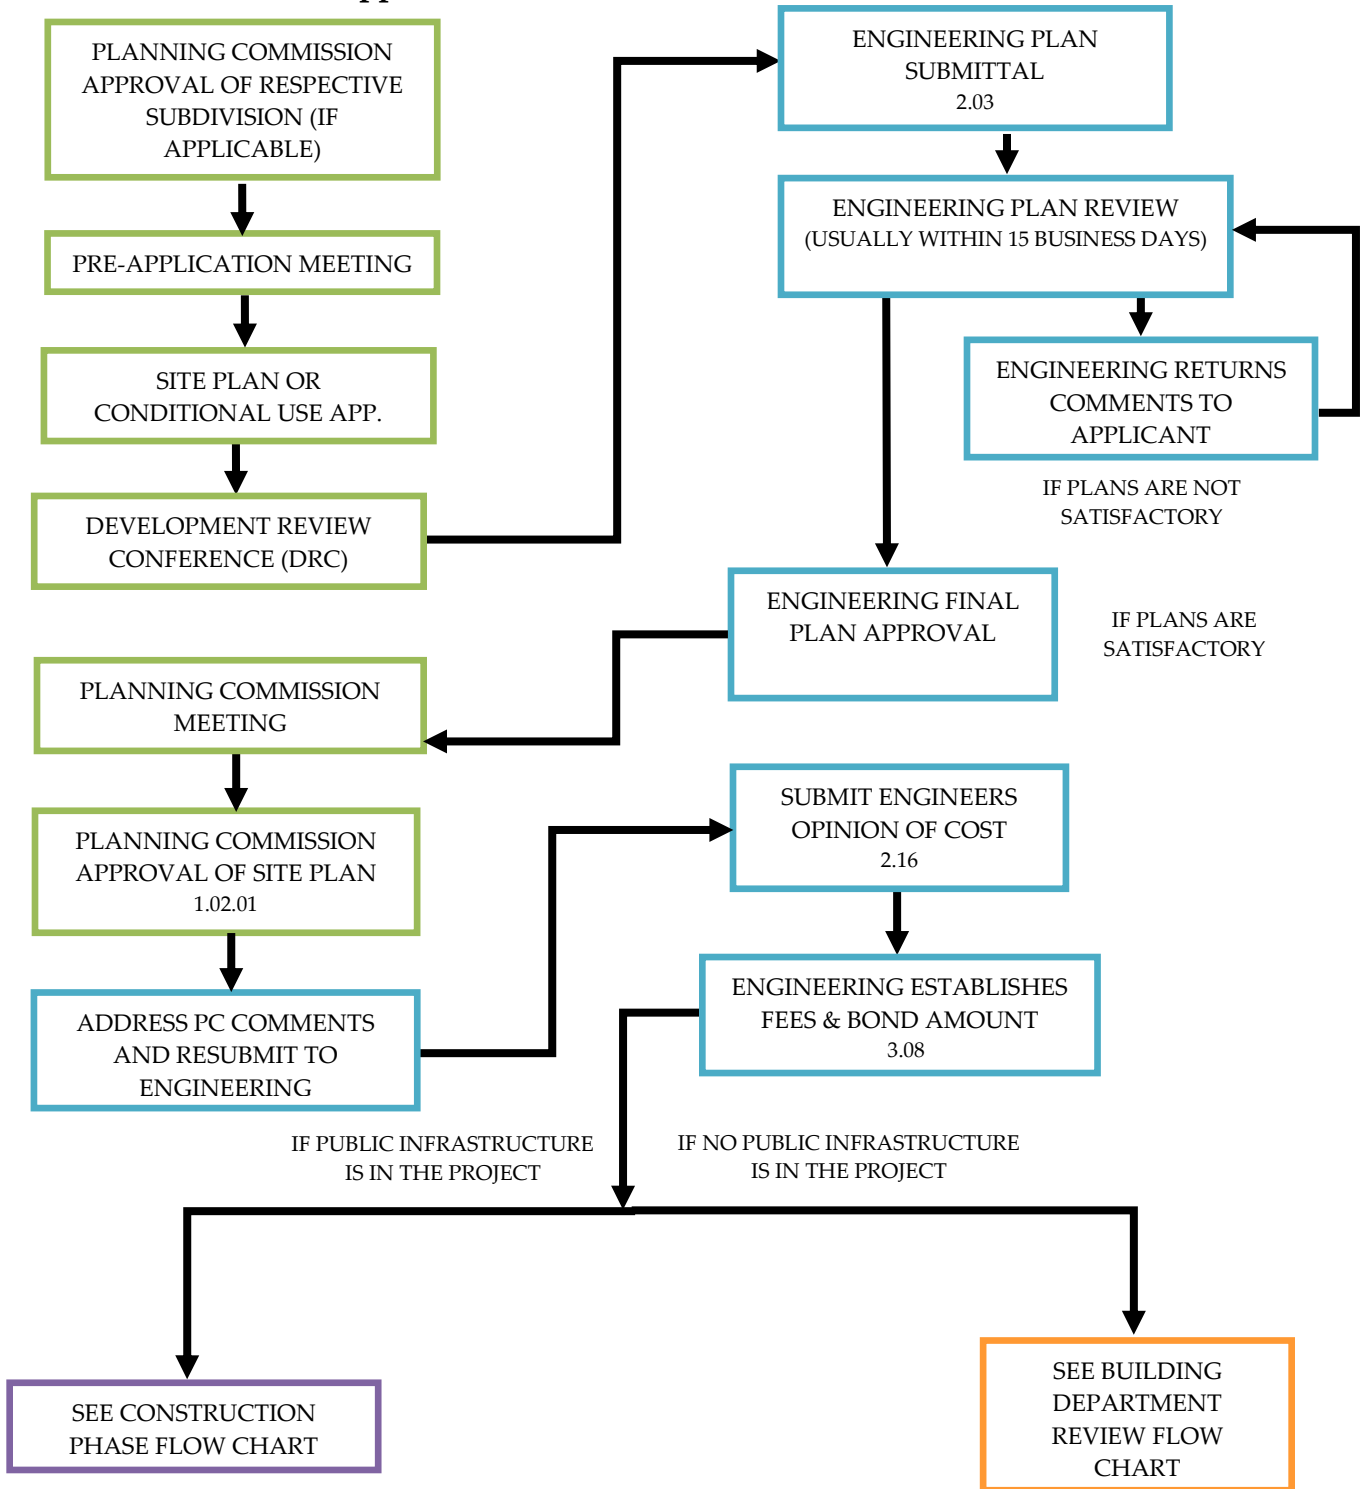 PLANNING COMMISSION
APPROVAL OF RESPECTIVE
SUBDIVISION (IF
APPLICABLE)
PRE-APPLICATION MEETING
SITE PLAN OR
CONDITIONAL USE APP.
DEVELOPMENT REVIEW
CONFERENCE (DRC)
ENGINEERING PLAN
SUBMITTAL
2.03
ENGINEERING PLAN REVIEW
(USUALLY WITHIN 15 BUSINESS DAYS)
ENGINEERING RETURNS
COMMENTS TO
APPLICANT
IF PLANS ARE NOT
SATISFACTORY
ENGINEERING FINAL
PLAN APPROVAL
IF PLANS ARE
SATISFACTORY
PLANNING COMMISSION
MEETING
PLANNING COMMISSION
APPROVAL OF SITE PLAN
1.02.01
ADDRESS PC COMMENTS
AND RESUBMIT TO
ENGINEERING
SUBMIT ENGINEERS
OPINION OF COST
2.16
ENGINEERING ESTABLISHES
FEES & BOND AMOUNT
3.08
IF PUBLIC INFRASTRUCTURE
IS IN THE PROJECT
IF NO PUBLIC INFRASTRUCTURE
IS IN THE PROJECT
SEE CONSTRUCTION
PHASE FLOW CHART
SEE BUILDING
DEPARTMENT
REVIEW FLOW
CHART